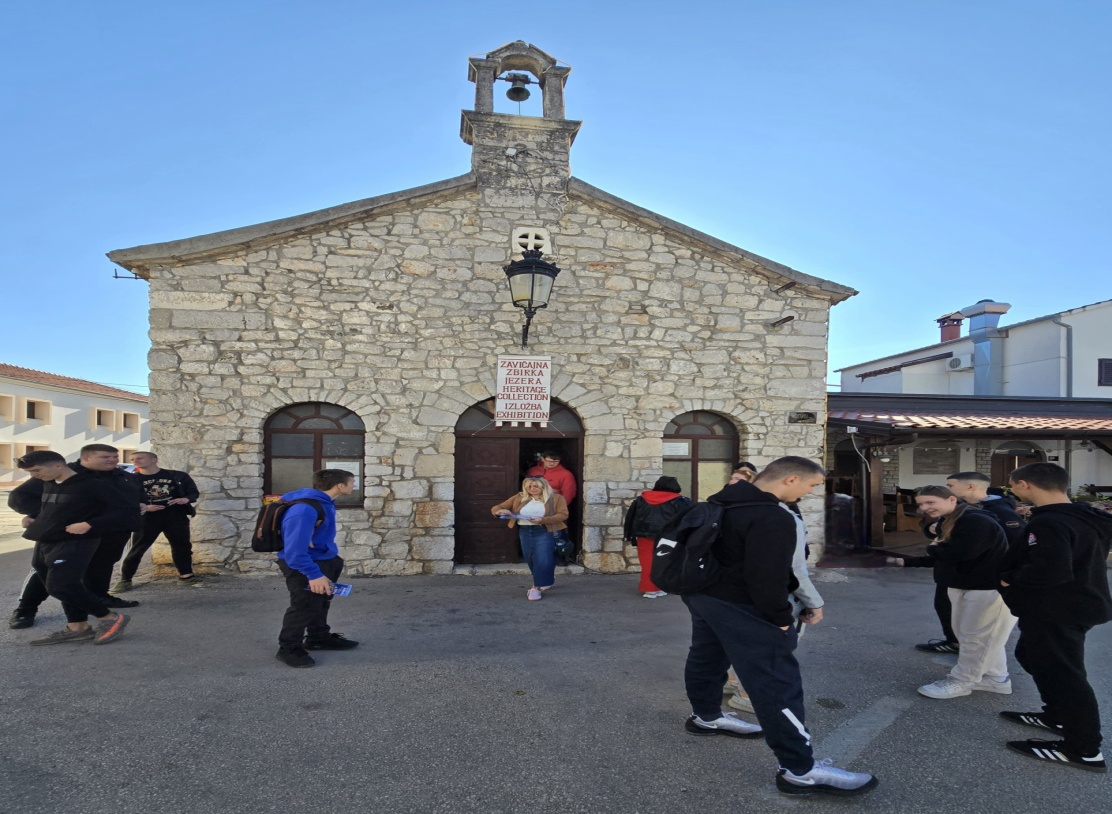 ZAVIČAJNA
ZBIRKA
JEZERA
HERITAGE
COLLECTION
IZLOŽBA
EXHIBITION